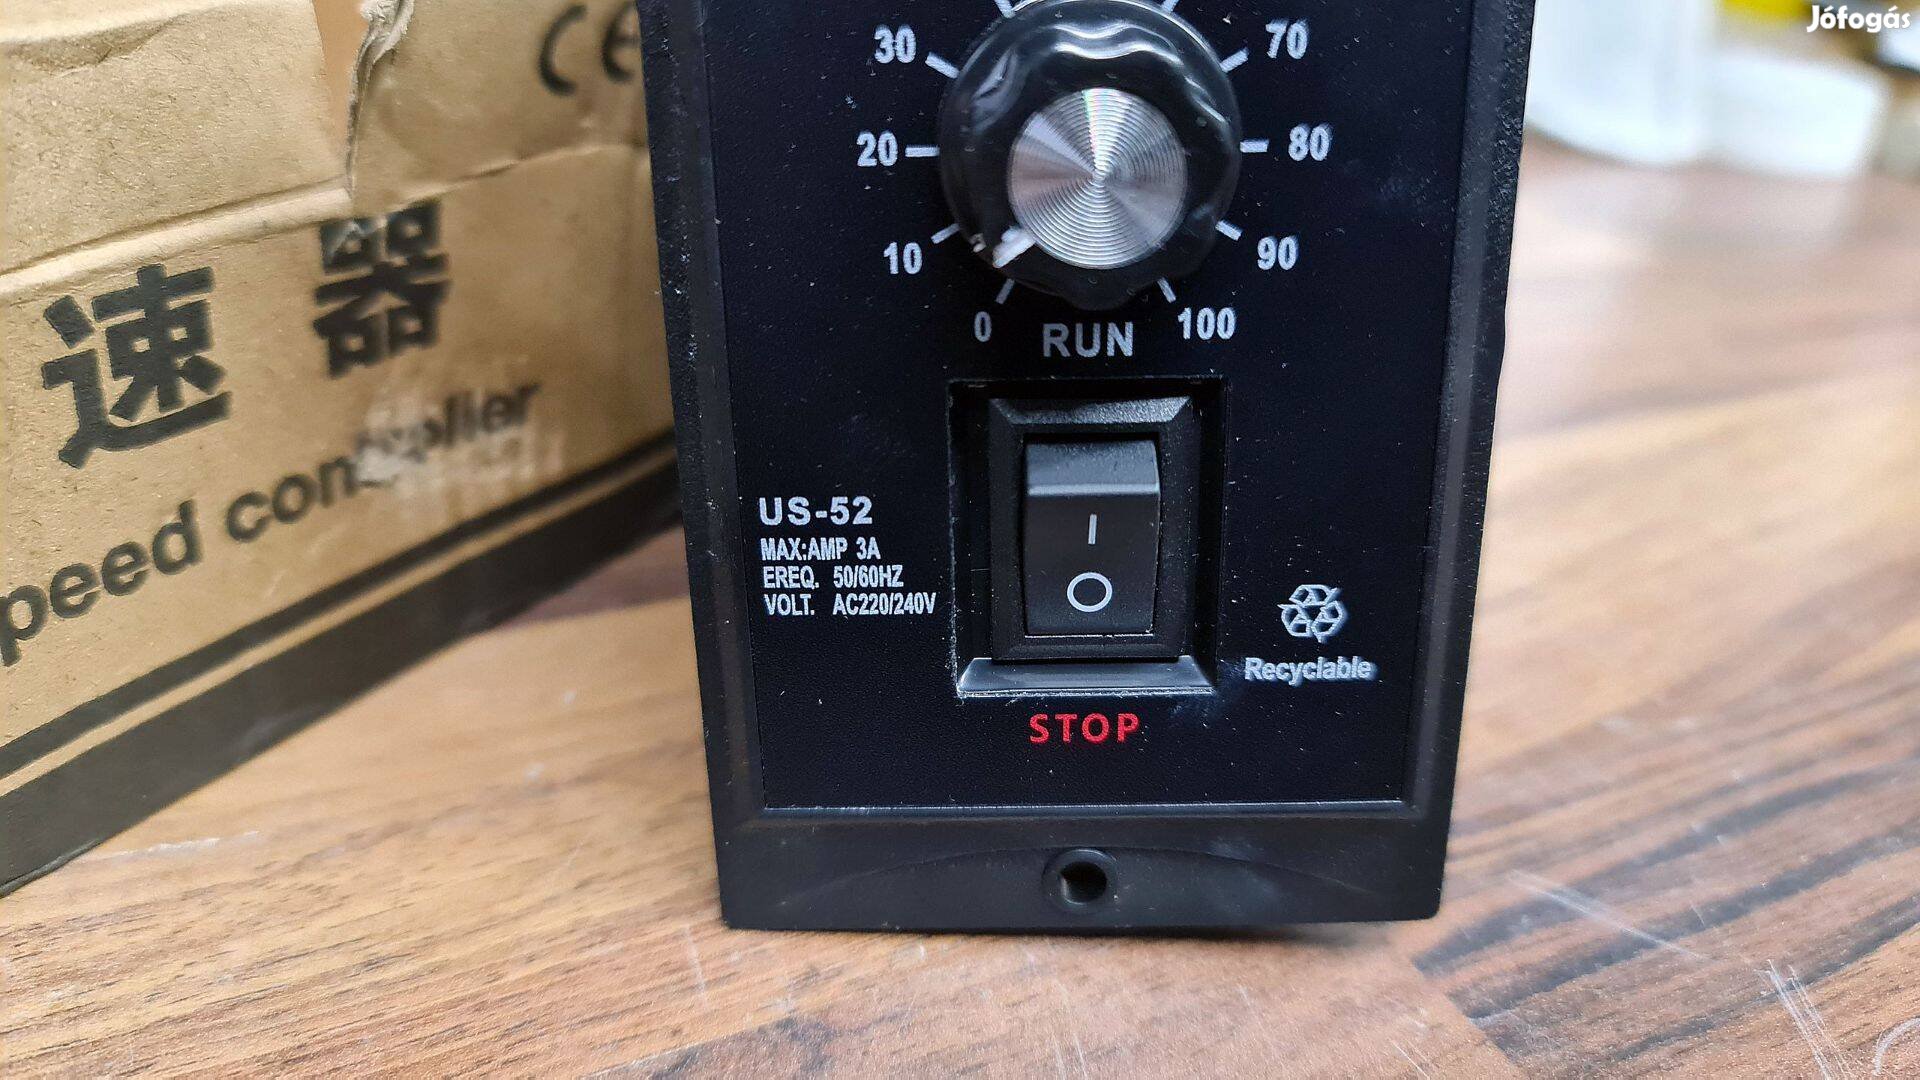 Jófogás
CE
速器
peed controller
30
70
20
80
10
90
0
RUN
100
I
O
US-52
MAX:AMP 3A
EREQ. 50/60HZ
VOLT. AC220/240V
Recyclable
STOP